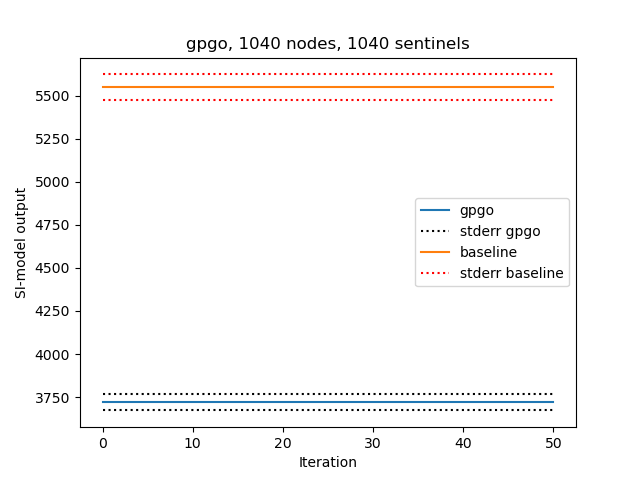 gpgo, 1040 nodes, 1040 sentinels
SI-model output
5500
5250
5000
4750
4500
4250
4000
3750
gpgo
stderr gpgo
baseline
stderr baseline
0 10 20 30 40 50
Iteration